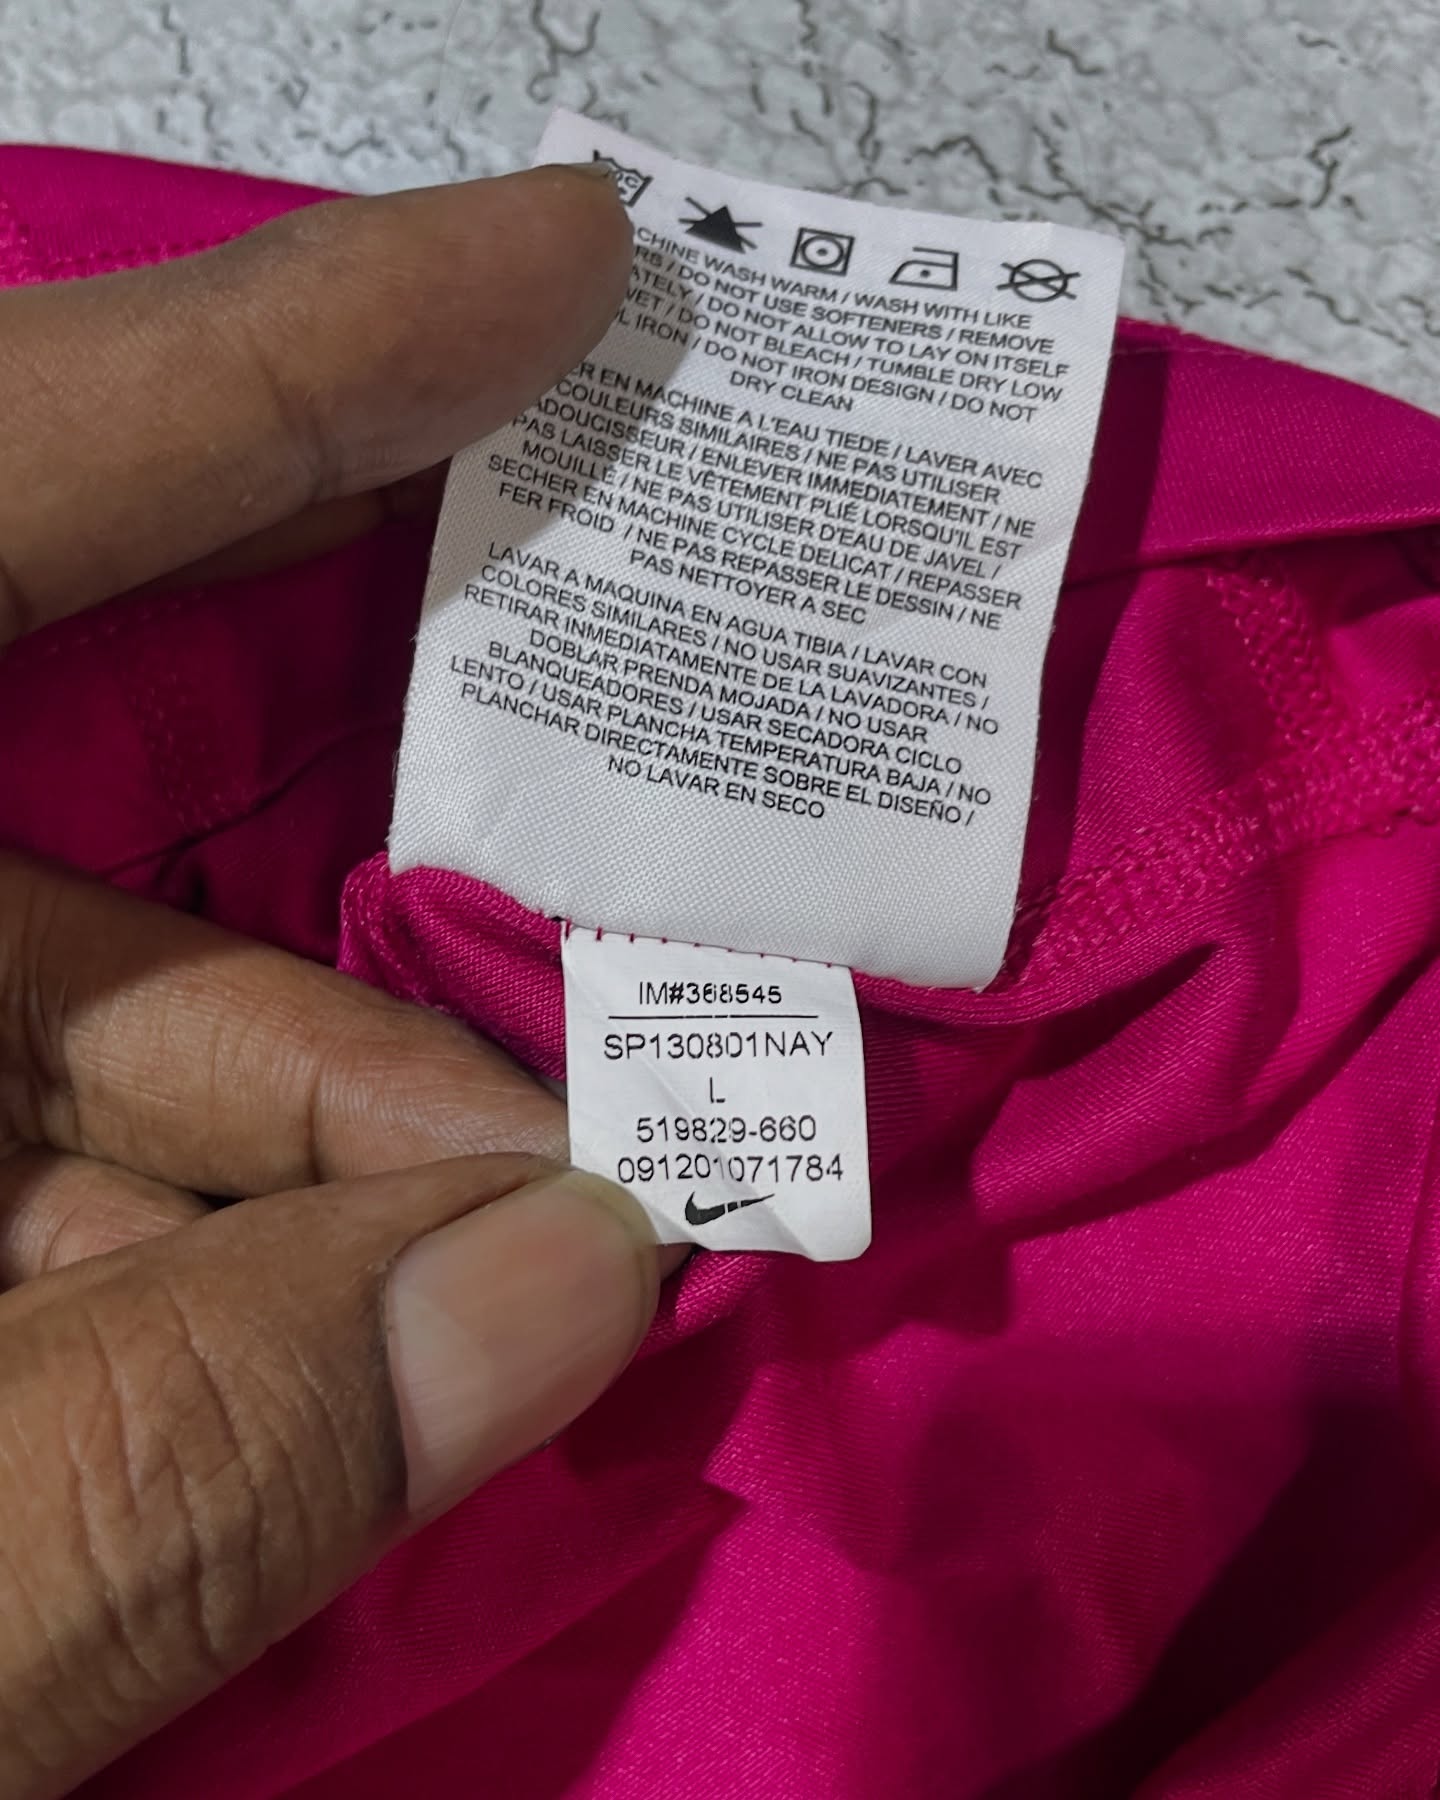 WASH WARM / WASH WITH LIKE
/ DO NOT USE SOFTENERS / REMOVE
/ DO NOT ALLOW TO LAY ON ITSELF
/ DO NOT BLEACH / TUMBLE DRY LOW
IRON / DO NOT IRON DESIGN / DO NOT
DRY CLEAN
EN MACHINE A L'EAU TIEDE / LAVER AVEC
COULEURS SIMILAIRES / NE PAS UTILISER
ADOUCISSEUR / ENLEVER IMMEDIATEMENT / NE
PAS LAISSER LE VÊTEMENT PLIÉ LORSQU'IL EST
MOUILLÉ / NE PAS UTILISER D'EAU DE JAVEL /
SECHER EN MACHINE CYCLE DELICAT / REPASSER
FER FROID / NE PAS REPASSER LE DESSIN / NE
PAS NETTOYER A SEC
LAVAR A MAQUINA EN AGUA TIBIA / LAVAR CON
COLORES SIMILARES / NO USAR SUAVIZANTES /
RETIRAR INMEDIATAMENTE DE LA LAVADORA / NO
DOBLAR PRENDA MOJADA / NO USAR
BLANQUEADORES / USAR SECADORA CICLO
LENTO / USAR PLANCHA TEMPERATURA BAJA / NO
PLANCHAR DIRECTAMENTE SOBRE EL DISEÑO /
NO LAVAR EN SECO
IM#368545
SP130801NAY
L
519829-660
091201071784